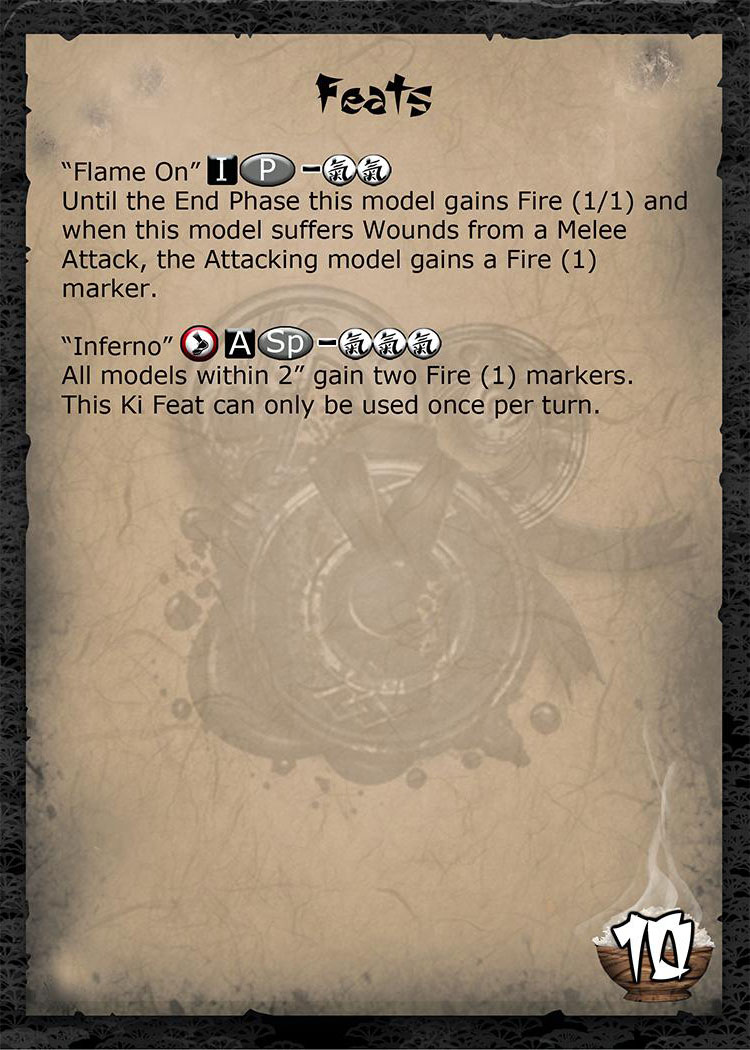 Feats
“Flame On” I P -氣氣
Until the End Phase this model gains Fire (1/1) and
when this model suffers Wounds from a Melee
Attack, the Attacking model gains a Fire (1)
marker.
“Inferno” A Sp -氣氣氣
All models within 2” gain two Fire (1) markers.
This Ki Feat can only be used once per turn.
10